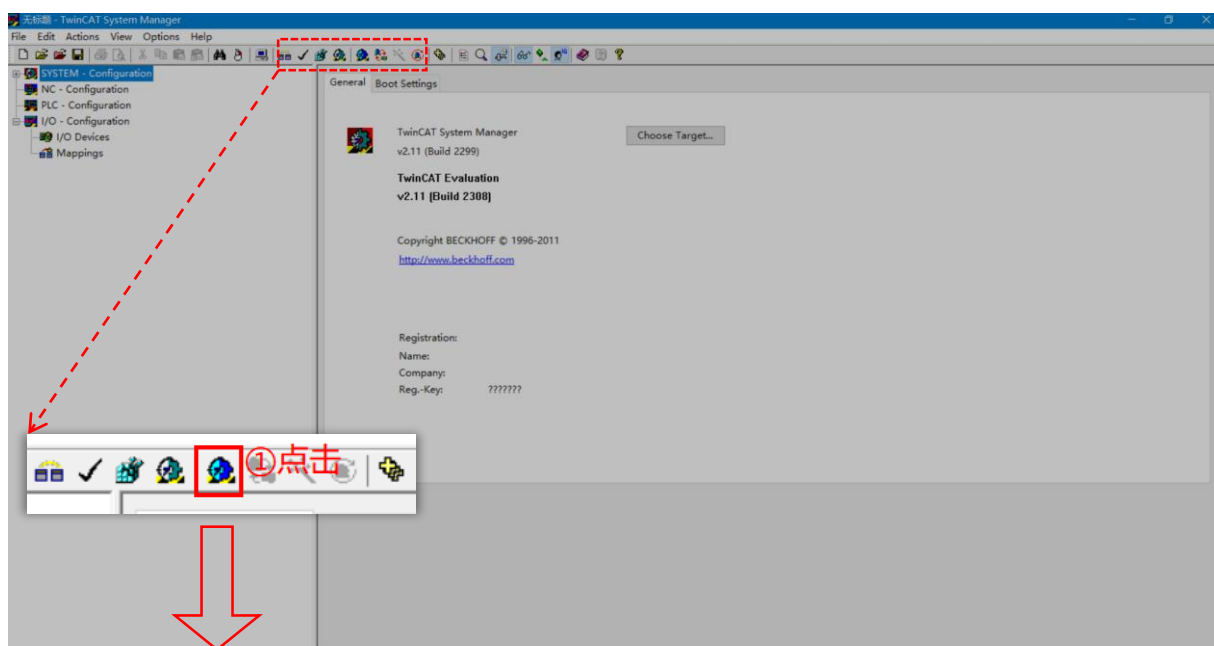 无标题 - TwinCAT System Manager
File Edit Actions View Options Help
SYSTEM - Configuration
NC - Configuration
PLC - Configuration
I/O - Configuration
I/O Devices
Mappings
General Boot Settings
TwinCAT System Manager
v2.11 (Build 2299)
Choose Target...
TwinCAT Evaluation
v2.11 (Build 2308)
Copyright BECKHOFF © 1996-2011
http://www.beckhoff.com
Registration:
Name:
Company:
Reg.-Key: ???????
①点击